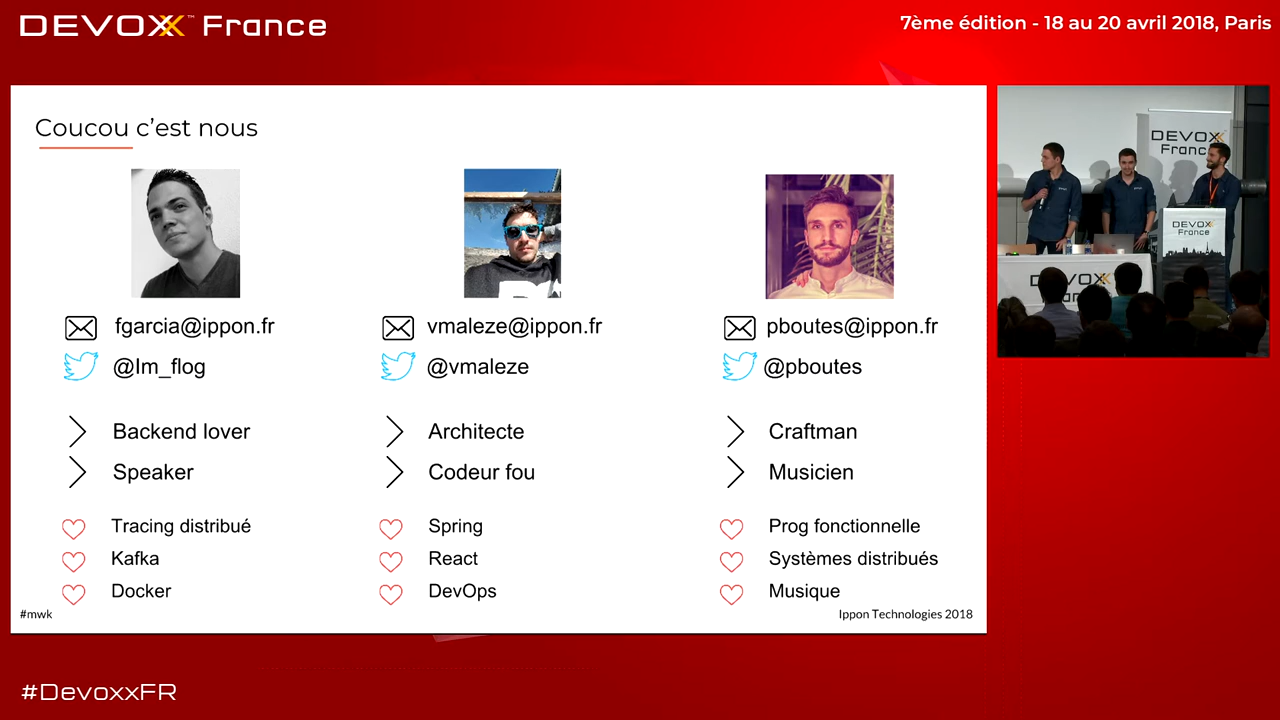 DEVOXX™ France
7ème édition - 18 au 20 avril 2018, Paris
Coucou c'est nous
fgarcia@ippon.fr
@lm_flog
Backend lover
Speaker
Tracing distribué
Kafka
Docker
vmaleze@ippon.fr
@vmaleze
Architecte
Codeur fou
Spring
React
DevOps
pboutes@ippon.fr
@pboutes
Craftman
Musicien
Prog fonctionnelle
Systèmes distribués
Musique
#mwk
Ippon Technologies 2018
DEVOXX
France
DEVOXX
France
DEVOXX
#DevoxxFR